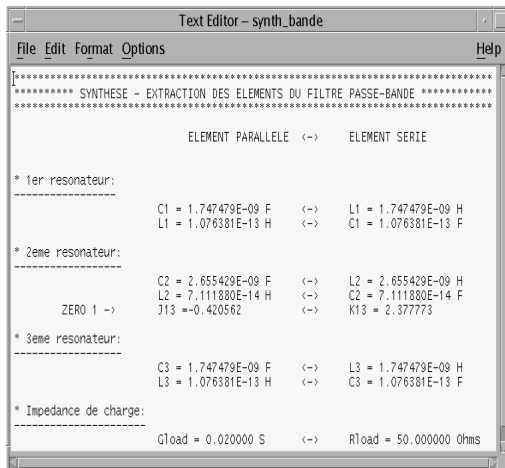 Text Editor – synth_bande
File Edit Format Options Help
****************************************************************
********** SYNTHESE - EXTRACTION DES ELEMENTS DU FILTRE PASSE-BANDE ************
****************************************************************
ELEMENT PARALLELE <-> ELEMENT SERIE
* 1er resonateur:
-----------------
C1 = 1.747479E-09 F <-> L1 = 1.747479E-09 H
L1 = 1.076381E-13 H <-> C1 = 1.076381E-13 F
* 2eme resonateur:
------------------
C2 = 2.655429E-09 F <-> L2 = 2.655429E-09 H
L2 = 7.111880E-14 H <-> C2 = 7.111880E-14 F
ZERO 1 -> J13 =-0.420562 <-> K13 = 2.377773
* 3eme resonateur:
------------------
C3 = 1.747479E-09 F <-> L3 = 1.747479E-09 H
L3 = 1.076381E-13 H <-> C3 = 1.076381E-13 F
* Impedance de charge:
----------------------
Gload = 0.020000 S <-> Rload = 50.000000 Ohms